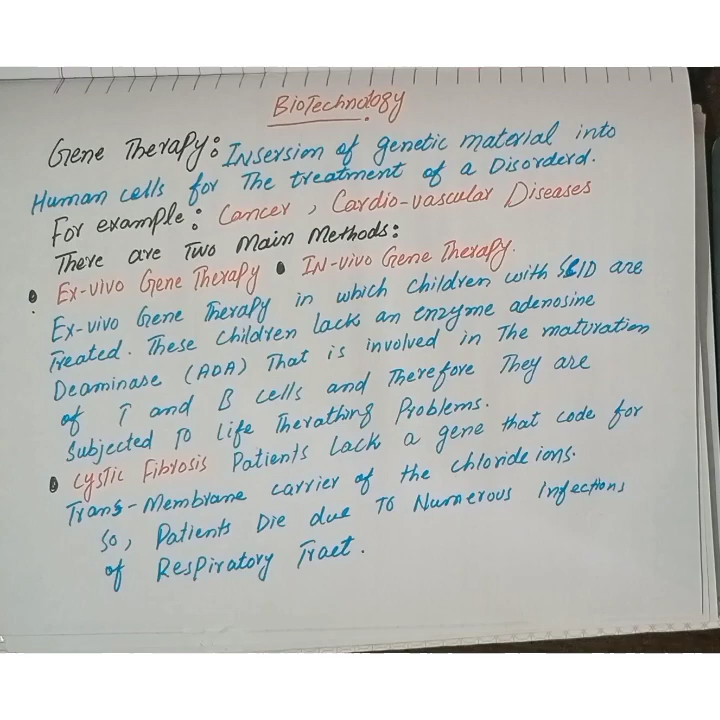 BioTechnology
Gene Therapy: Insersion of genetic material into
Human cells for The treatment of a Disorderd.
For example: Cancer, Cardio-vascular Diseases
There are Two Main Methods:
• Ex-vivo Gene Therapy • IN-vivo Gene Therapy.
Ex-vivo Gene Therapy in which children with SCID are
Treated. These children lack an enzyme adenosine
Deaminase (ADA) That is involved in The maturation
of T and B cells and Therefore They are
Subjected To life Therathing Problems.
• Cystic Fibrosis Patients Lack a gene that code for
Trans-Membrane carrier of the chloride ions.
So, Patients Die due To Numerous infections
of Respiratory Tract.